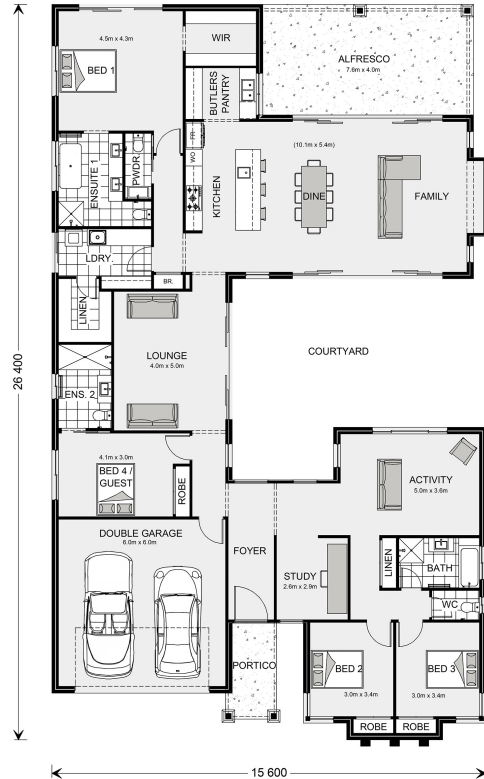 4.5m x 4.3m
BED 1
WIR
ALFRESCO
7.6m x 4.0m
BUTLERS
PANTRY
ENSUITE 1
PWDR.
FR.
WO
KITCHEN
(10.1m x 5.4m)
DINE
FAMILY
LDRY.
BR.
LINEN
LOUNGE
4.0m x 5.0m
COURTYARD
26 400
ENS. 2
4.1m x 3.0m
BED 4 /
GUEST
ROBE
ACTIVITY
5.0m x 3.6m
DOUBLE GARAGE
6.0m x 6.0m
FOYER
STUDY
2.6m x 2.9m
LINEN
BATH
WC
PORTICO
BED 2
3.0m x 3.4m
BED 3
3.0m x 3.4m
ROBE
ROBE
15 600